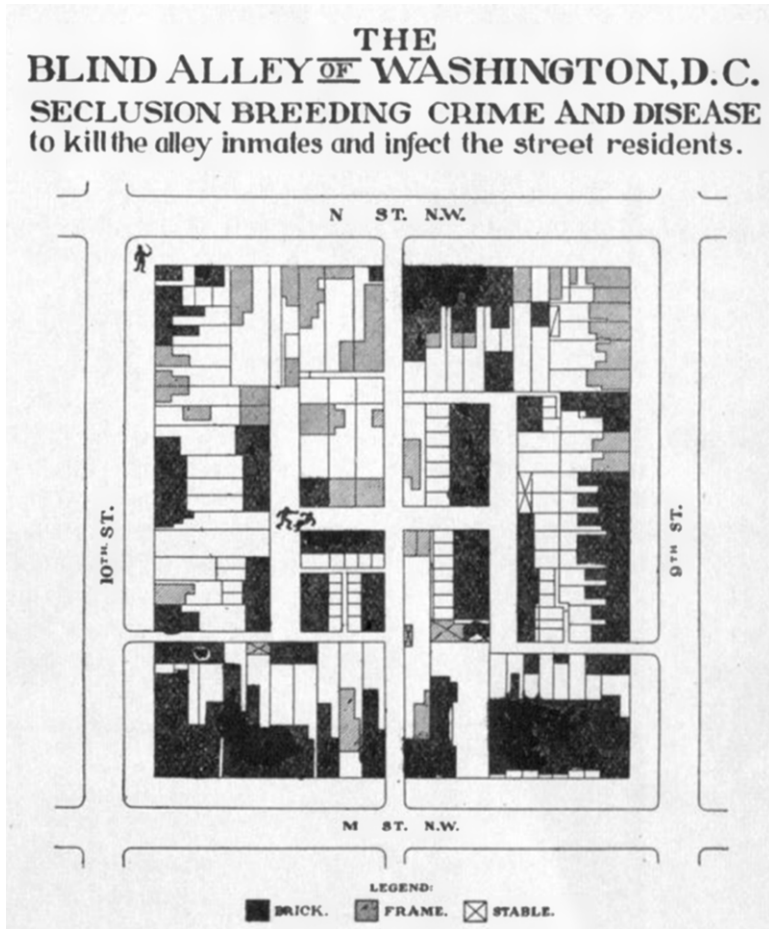 THE
BLIND ALLEY OF WASHINGTON, D.C.
SECLUSION BREEDING CRIME AND DISEASE
to kill the alley inmates and infect the street residents.
N ST. N.W.
10TH ST.
9TH ST.
M ST. N.W.
LEGEND:
BRICK. FRAME. STABLE.